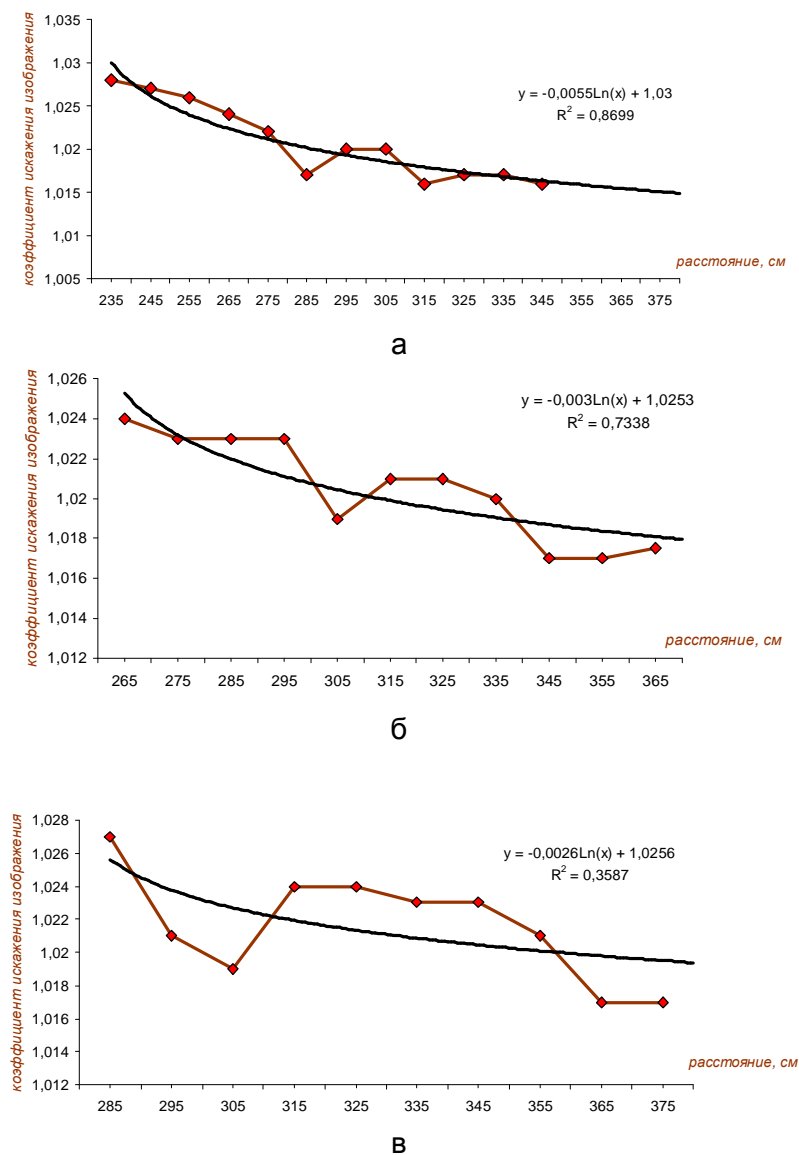 коэффициент искажения изображения
1,035
1,03
1,025
1,02
1,015
1,01
1,005
y = -0,0055Ln(x) + 1,03
R² = 0,8699
расстояние, см
235 245 255 265 275 285 295 305 315 325 335 345 355 365 375
а
коэффициент искажения изображения
1,026
1,024
1,022
1,02
1,018
1,016
1,014
1,012
y = -0,003Ln(x) + 1,0253
R² = 0,7338
расстояние, см
265 275 285 295 305 315 325 335 345 355 365
б
коэффициент искажения изображения
1,028
1,026
1,024
1,022
1,02
1,018
1,016
1,014
1,012
y = -0,0026Ln(x) + 1,0256
R² = 0,3587
расстояние, см
285 295 305 315 325 335 345 355 365 375
в